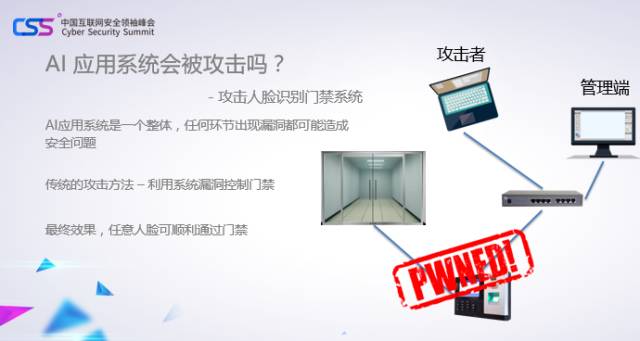 CSS
中国互联网安全领袖峰会
Cyber Security Summit
AI 应用系统会被攻击吗？
- 攻击人脸识别门禁系统
AI应用系统是一个整体，任何环节出现漏洞都可能造成
安全问题
传统的攻击方法 – 利用系统漏洞控制门禁
最终效果，任意人脸可顺利通过门禁
攻击者
管理端
PWNED!